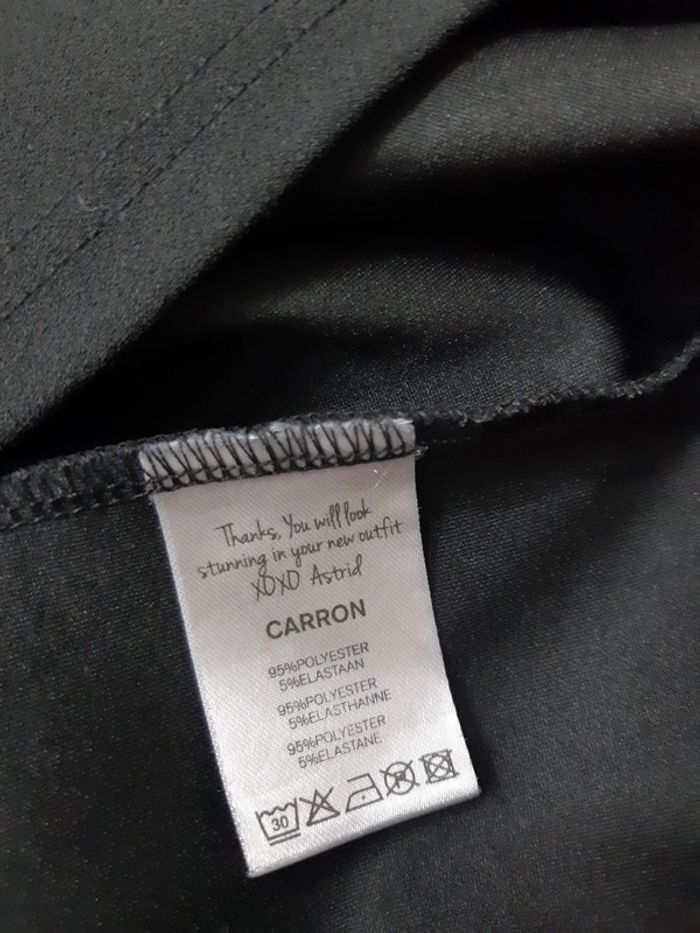 Thanks, You will look
stunning in your new outfit
XOXO Astrid
CARRON
95%POLYESTER
5%ELASTAAN
95%POLYESTER
5%ELASTHANNE
95%POLYESTER
5%ELASTANE
30
P